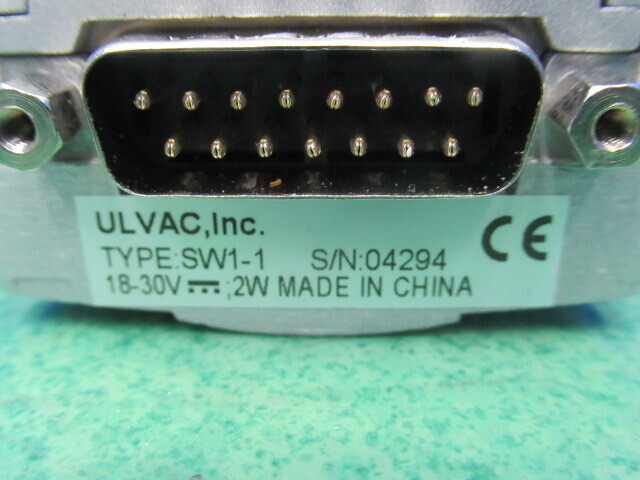 ULVAC,Inc.
TYPE:SW1-1 S/N:04294 CE
18-30V⎓;2W MADE IN CHINA